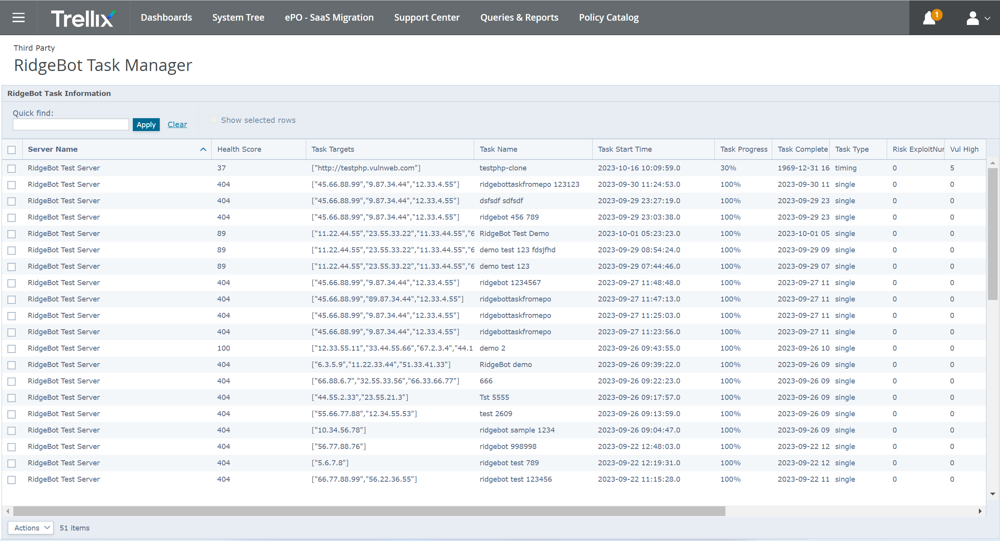 Trellix Dashboards System Tree ePO - SaaS Migration Support Center Queries & Reports Policy Catalog 1
Third Party
RidgeBot Task Manager
RidgeBot Task Information
Quick find:
Apply Clear Show selected rows
Server Name Health Score Task Targets Task Name Task Start Time Task Progress Task Complete Task Type Risk ExploitNur Vul High
RidgeBot Test Server 37 ["http://testphp.vulnweb.com"] testphp-clone 2023-10-16 10:09:59.0 30% 1969-12-31 16 timing 0 5
RidgeBot Test Server 404 ["45.66.88.99","9.87.34.44","12.33.4.55"] ridgebottaskfromepo 123123 2023-09-30 11:24:53.0 100% 2023-09-30 11 single 0 0
RidgeBot Test Server 404 ["45.66.88.99","9.87.34.44","12.33.4.55"] dsfsdf sdfsdf 2023-09-29 23:27:19.0 100% 2023-09-29 23 single 0 0
RidgeBot Test Server 404 ["45.66.88.99","9.87.34.44","12.33.4.55"] ridgebot 456 789 2023-09-29 23:03:38.0 100% 2023-09-29 23 single 0 0
RidgeBot Test Server 89 ["11.22.44.55","23.55.33.22","11.33.44.55","6 RidgeBot Test Demo 2023-10-01 05:23:23.0 100% 2023-10-01 05 single 0 0
RidgeBot Test Server 89 ["11.22.44.55","23.55.33.22","11.33.44.55","6 demo test 123 fdsjfhd 2023-09-29 08:54:24.0 100% 2023-09-29 09 single 0 0
RidgeBot Test Server 89 ["11.22.44.55","23.55.33.22","11.33.44.55","6 demo test 123 2023-09-29 07:44:46.0 100% 2023-09-29 07 single 0 0
RidgeBot Test Server 404 ["45.66.88.99","9.87.34.44","12.33.4.55"] ridgebot 1234567 2023-09-27 11:48:48.0 100% 2023-09-27 11 single 0 0
RidgeBot Test Server 404 ["45.66.88.99","89.87.34.44","12.33.4.55"] ridgebottaskfromepo 2023-09-27 11:47:13.0 100% 2023-09-27 11 single 0 0
RidgeBot Test Server 404 ["45.66.88.99","9.87.34.44","12.33.4.55"] ridgebottaskfromepo 2023-09-27 11:25:03.0 100% 2023-09-27 11 single 0 0
RidgeBot Test Server 404 ["45.66.88.99","9.87.34.44","12.33.4.55"] ridgebottaskfromepo 2023-09-27 11:23:56.0 100% 2023-09-27 11 single 0 0
RidgeBot Test Server 100 ["12.33.55.11","33.44.55.66","67.2.3.4","44.1. demo 2 2023-09-26 09:43:55.0 100% 2023-09-26 10 single 0 0
RidgeBot Test Server 404 ["6.3.5.9","11.22.33.44","51.33.41.33"] RidgeBot demo 2023-09-26 09:39:22.0 100% 2023-09-26 09 single 0 0
RidgeBot Test Server 404 ["66.88.6.7","32.55.33.56","66.33.66.77"] 666 2023-09-26 09:22:23.0 100% 2023-09-26 09 single 0 0
RidgeBot Test Server 404 ["44.55.2.33","23.55.21.3"] Tst 5555 2023-09-26 09:17:57.0 100% 2023-09-26 09 single 0 0
RidgeBot Test Server 404 ["55.66.77.88","12.34.55.53"] test 2609 2023-09-26 09:13:59.0 100% 2023-09-26 09 single 0 0
RidgeBot Test Server 404 ["10.34.56.78"] ridgebot sample 1234 2023-09-26 09:04:47.0 100% 2023-09-26 09 single 0 0
RidgeBot Test Server 404 ["56.77.88.76"] ridgebot 998998 2023-09-22 12:48:03.0 100% 2023-09-22 12 single 0 0
RidgeBot Test Server 404 ["5.6.7.8"] ridgebot test 789 2023-09-22 12:19:31.0 100% 2023-09-22 12 single 0 0
RidgeBot Test Server 404 ["66.77.88.99","56.22.36.55"] ridgebot test 123456 2023-09-22 11:15:28.0 100% 2023-09-22 11 single 0 0
Actions 51 items